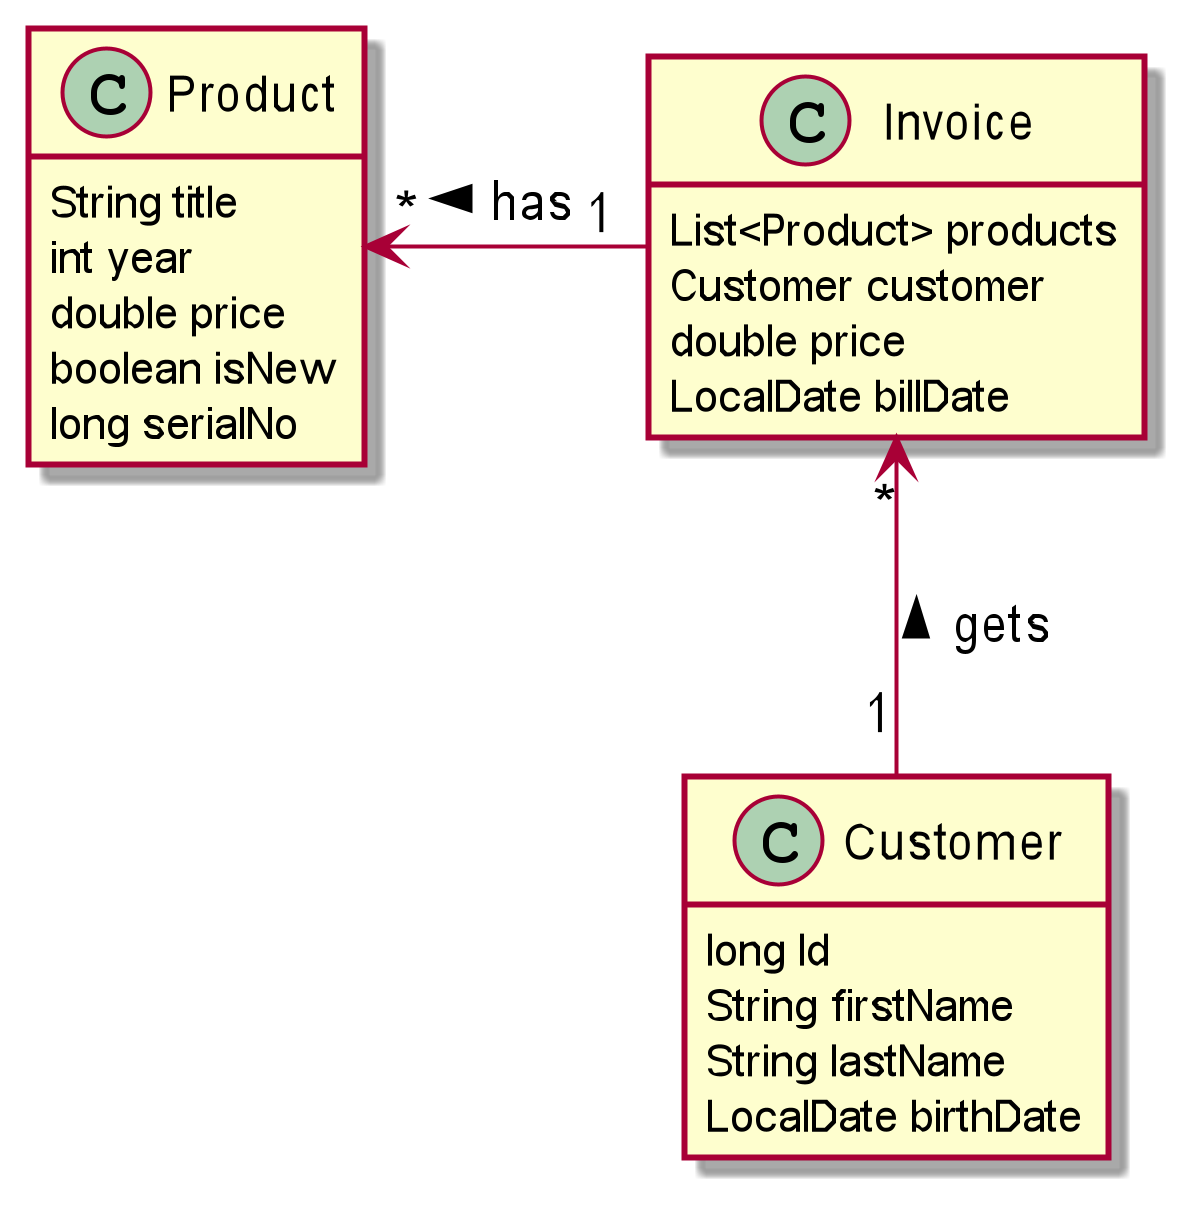 C Product
String title
int year
double price
boolean isNew
long serialNo
* ◄ has 1
C Invoice
List<Product> products
Customer customer
double price
LocalDate billDate
*
▲ gets
1
C Customer
long Id
String firstName
String lastName
LocalDate birthDate